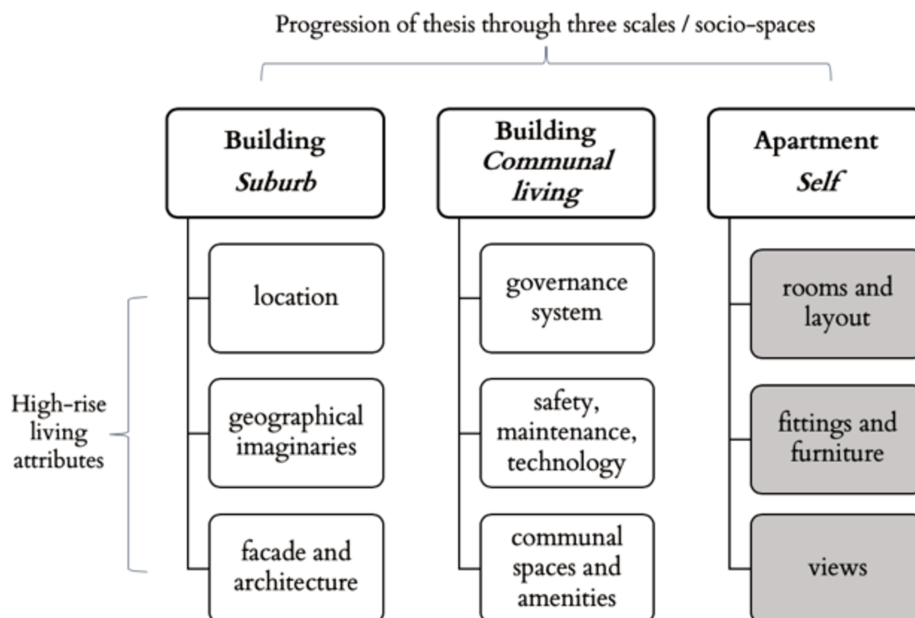 Progression of thesis through three scales / socio-spaces
Building
Suburb
Building
Communal
living
Apartment
Self
High-rise
living
attributes
location
geographical
imaginaries
facade and
architecture
governance
system
safety,
maintenance,
technology
communal
spaces and
amenities
rooms and
layout
fittings and
furniture
views